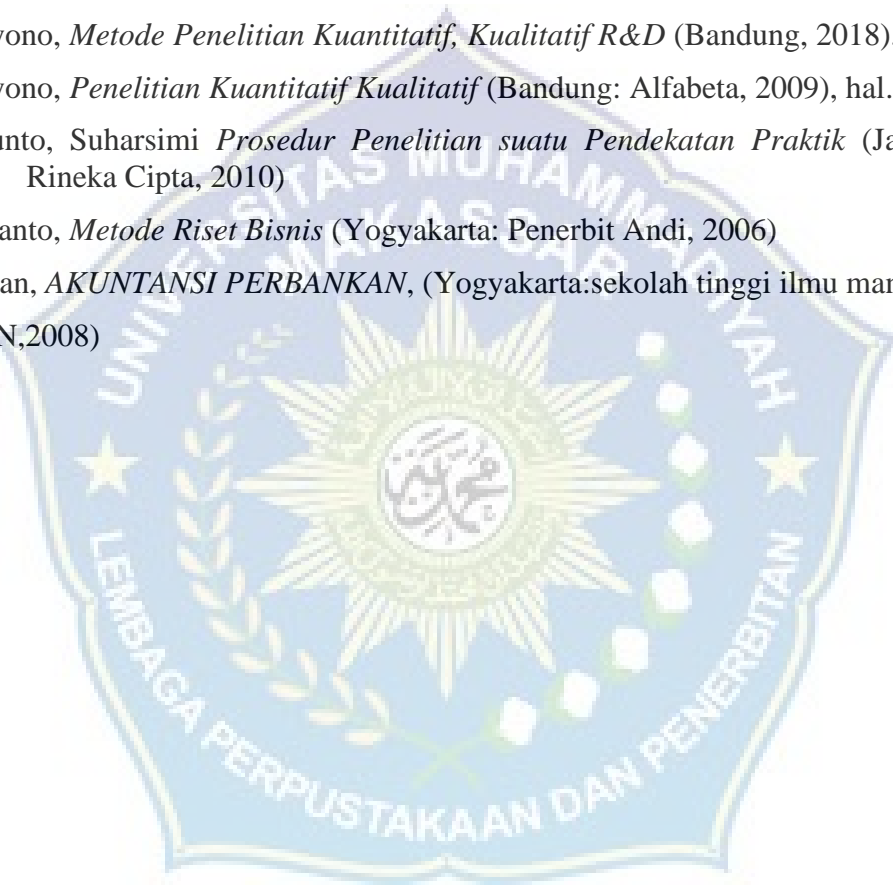 yono, Metode Penelitian Kuantitatif, Kualitatif R&D (Bandung, 2018)
yono, Penelitian Kuantitatif Kualitatif (Bandung: Alfabeta, 2009), hal.
unto, Suharsimi Prosedur Penelitian suatu Pendekatan Praktik (Ja
Rineka Cipta, 2010)
anto, Metode Riset Bisnis (Yogyakarta: Penerbit Andi, 2006)
an, AKUNTANSI PERBANKAN, (Yogyakarta:sekolah tinggi ilmu ma
N,2008)
UNIVERSITAS MUHAMMADIYAH
MAKASSAR
محمد
LEMBAGA PERPUSTAKAAN DAN PENERBITAN